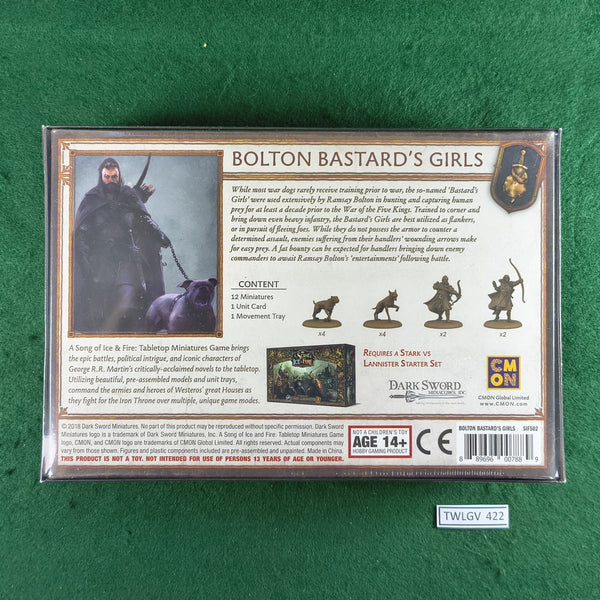 BOLTON BASTARD'S GIRLS
While most war dogs rarely receive training prior to war, the so-named 'Bastard's
Girls' were used extensively by Ramsay Bolton in hunting and capturing human
prey for at least a decade prior to the War of the Five Kings. Trained to corner and
bring down even heavy infantry, the Bastard's Girls are best utilized as flankers,
or in pursuit of fleeing foes. While they do not possess the armor to counter a
determined assault, enemies suffering from their handlers' wounding arrows make
for easy prey. A fat bounty can be expected for handlers bringing down enemy
commanders to await Ramsay Bolton's 'entertainments' following battle.
CONTENT
12 Miniatures
1 Unit Card
1 Movement Tray
x4
x4
x2
x2
A Song of Ice & Fire: Tabletop Miniatures Game brings
the epic battles, political intrigue, and iconic characters
of George R.R. Martin's critically-acclaimed novels to the tabletop.
Utilizing beautiful, pre-assembled models and unit trays,
command the armies and heroes of Westeros' great Houses as
they fight for the Iron Throne over multiple, unique game modes.
ICE & FIRE
REQUIRES A STARK VS
LANNISTER STARTER SET
DARK SWORD
MINIATURES, INC.
CM
ON
CMON Global Limited
www.cmon.com
© 2018 Dark Sword Miniatures. No part of this product may be reproduced without specific permission. Dark Sword
Miniatures logo is a trademark of Dark Sword Miniatures, Inc. A Song of Ice and Fire: Tabletop Miniatures Game
logo, CMON, and CMON logo are trademarks of CMON Global Limited. All rights reserved. Actual components may
vary from those shown. Figures and plastic components included are pre-assembled and unpainted. Made in China.
THIS PRODUCT IS NOT A TOY. NOT INTENDED FOR USE OF PERSONS 13 YEARS OF AGE OR YOUNGER.
NOT A CHILDREN'S TOY
AGE 14+
HOBBY GAMING PRODUCT
CE
BOLTON BASTARD'S GIRLS SIF502
8 89696 00788 9
TWLGV 422